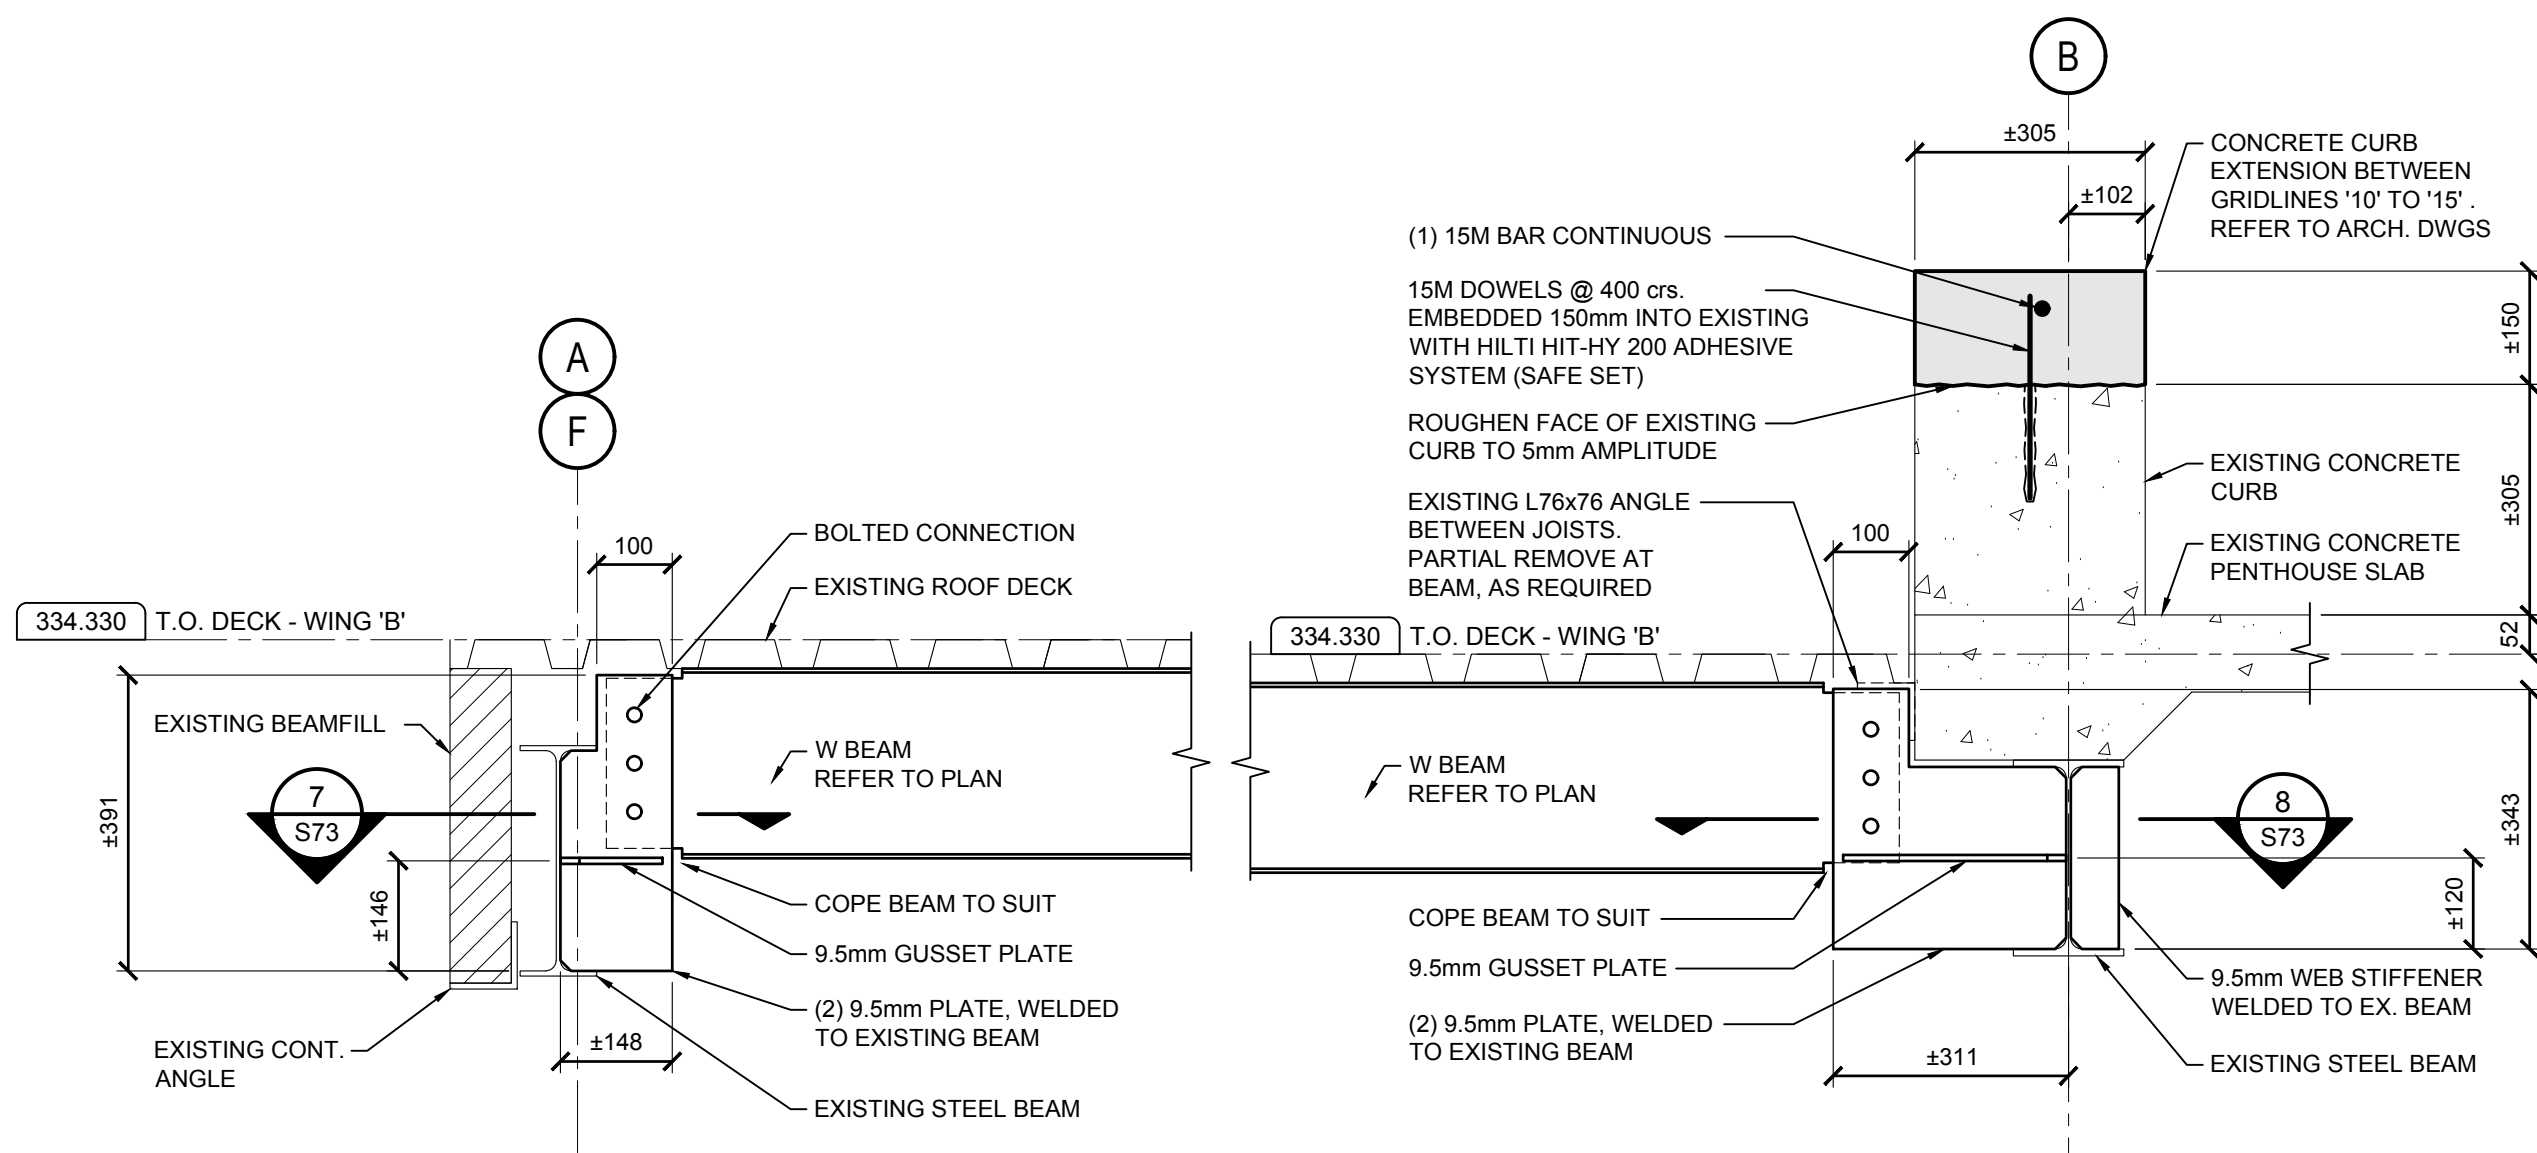 A
F
100
BOLTED CONNECTION
EXISTING ROOF DECK
334.330 T.O. DECK - WING 'B'
EXISTING BEAMFILL
W BEAM
REFER TO PLAN
7
S73
±391
±146
COPE BEAM TO SUIT
9.5mm GUSSET PLATE
(2) 9.5mm PLATE, WELDED
TO EXISTING BEAM
±148
EXISTING CONT.
ANGLE
EXISTING STEEL BEAM
B
±305
±102
CONCRETE CURB
EXTENSION BETWEEN
GRIDLINES '10' TO '15' .
REFER TO ARCH. DWGS
(1) 15M BAR CONTINUOUS
15M DOWELS @ 400 crs.
EMBEDDED 150mm INTO EXISTING
WITH HILTI HIT-HY 200 ADHESIVE
SYSTEM (SAFE SET)
±150
ROUGHEN FACE OF EXISTING
CURB TO 5mm AMPLITUDE
EXISTING CONCRETE
CURB
±305
EXISTING L76x76 ANGLE
BETWEEN JOISTS.
PARTIAL REMOVE AT
BEAM, AS REQUIRED
100
EXISTING CONCRETE
PENTHOUSE SLAB
52
334.330 T.O. DECK - WING 'B'
W BEAM
REFER TO PLAN
8
S73
±343
±120
COPE BEAM TO SUIT
9.5mm GUSSET PLATE
(2) 9.5mm PLATE, WELDED
TO EXISTING BEAM
±311
9.5mm WEB STIFFENER
WELDED TO EX. BEAM
EXISTING STEEL BEAM